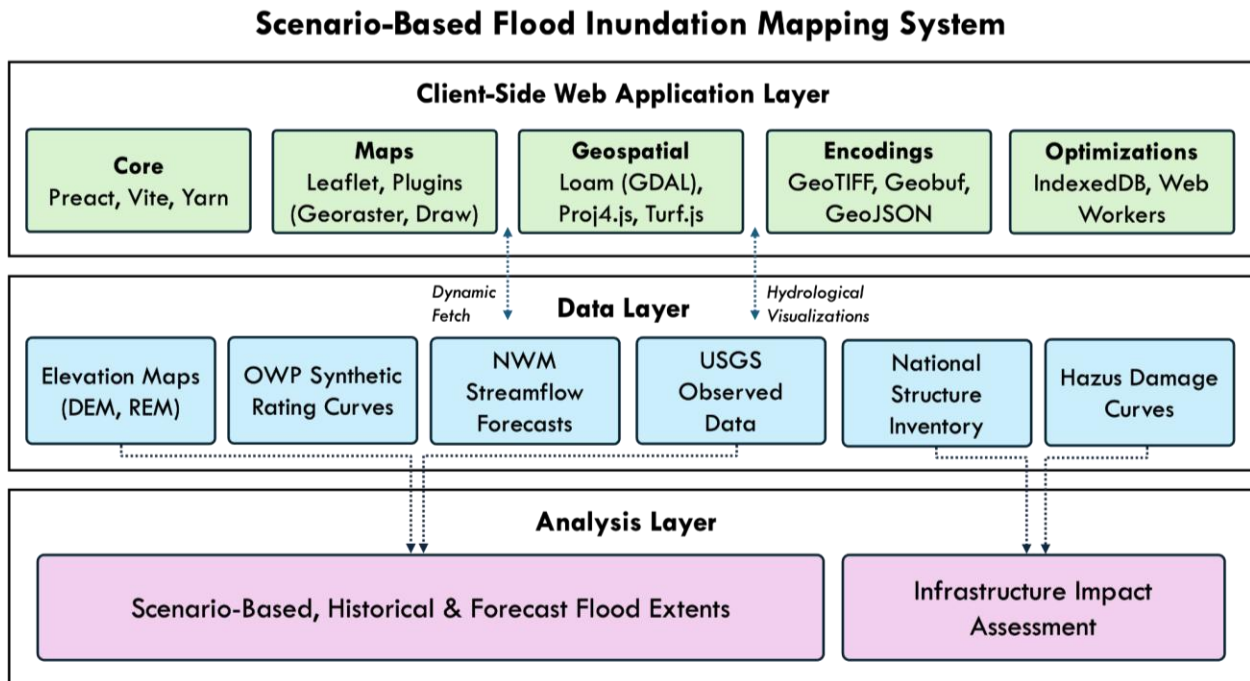 Scenario-Based Flood Inundation Mapping System
Client-Side Web Application Layer
Core
Preact, Vite, Yarn
Maps
Leaflet, Plugins
(Georaster, Draw)
Geospatial
Loam (GDAL),
Proj4.js, Turf.js
Encodings
GeoTIFF, Geobuf,
GeoJSON
Optimizations
IndexedDB, Web
Workers
Dynamic
Fetch
Hydrological
Visualizations
Data Layer
Elevation Maps
(DEM, REM)
OWP Synthetic
Rating Curves
NWM
Streamflow
Forecasts
USGS
Observed
Data
National
Structure
Inventory
Hazus Damage
Curves
Analysis Layer
Scenario-Based, Historical & Forecast Flood Extents
Infrastructure Impact
Assessment